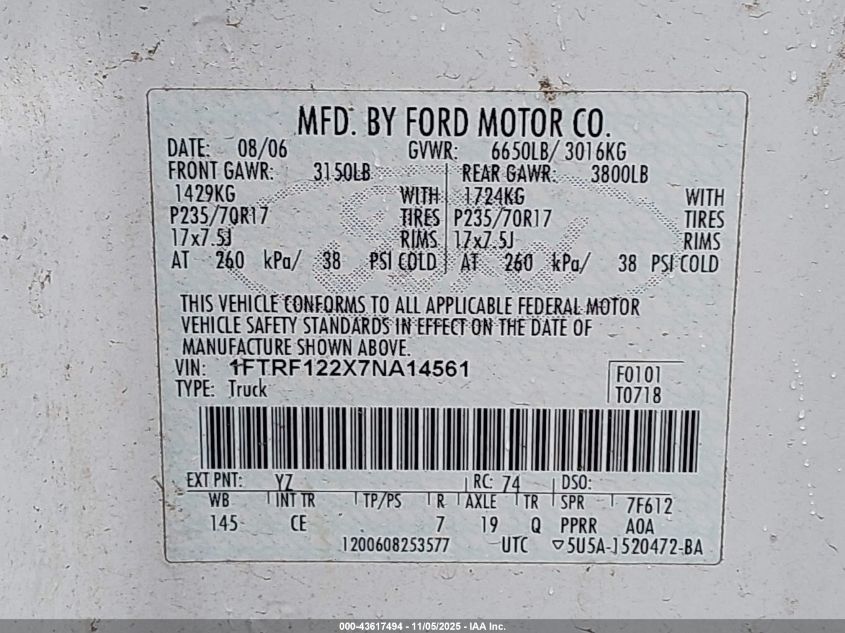 MFD. BY FORD MOTOR CO.
DATE: 08/06 GVWR: 6650LB/ 3016KG
FRONT GAWR: 3150LB REAR GAWR: 3800LB
1429KG WITH 1724KG WITH
P235/70R17 TIRES P235/70R17 TIRES
17x7.5J RIMS 17x7.5J RIMS
AT 260 kPa/ 38 PSI COLD AT 260 kPa/ 38 PSI COLD
THIS VEHICLE CONFORMS TO ALL APPLICABLE FEDERAL MOTOR
VEHICLE SAFETY STANDARDS IN EFFECT ON THE DATE OF
MANUFACTURE SHOWN ABOVE.
VIN: 1FTRF122X7NA14561
TYPE: Truck
F0101
T0718
EXT PNT: YZ RC: 74 DSO:
WB INT TR TP/PS R AXLE TR SPR 7F612
145 CE 7 19 Q PPRR A0A
1200608253577 UTC ▽5U5A-1520472-BA
000-43617494 - 11/05/2025 - IAA Inc.